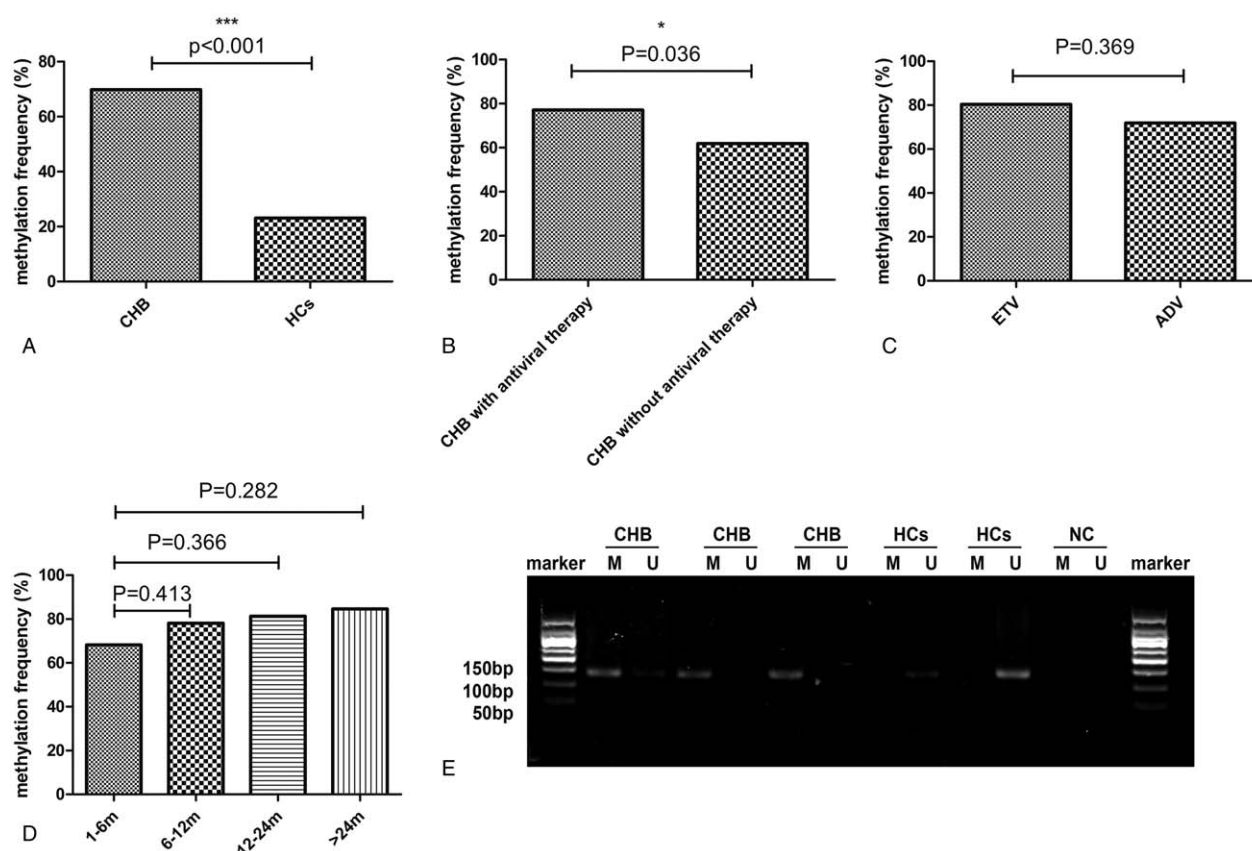 ***
p<0.001
methylation frequency (%)
80
60
40
20
0
CHB
HCs
A
*
P=0.036
methylation frequency (%)
100
80
60
40
20
0
CHB with antiviral therapy
CHB without antiviral therapy
B
P=0.369
methylation frequency (%)
100
80
60
40
20
0
ETV
ADV
C
P=0.282
P=0.366
P=0.413
methylation frequency (%)
100
80
60
40
20
0
1-6m
6-12m
12-24m
>24m
D
CHB CHB CHB HCs HCs NC
marker M U M U M U M U M U M U marker
150bp
100bp
50bp
E